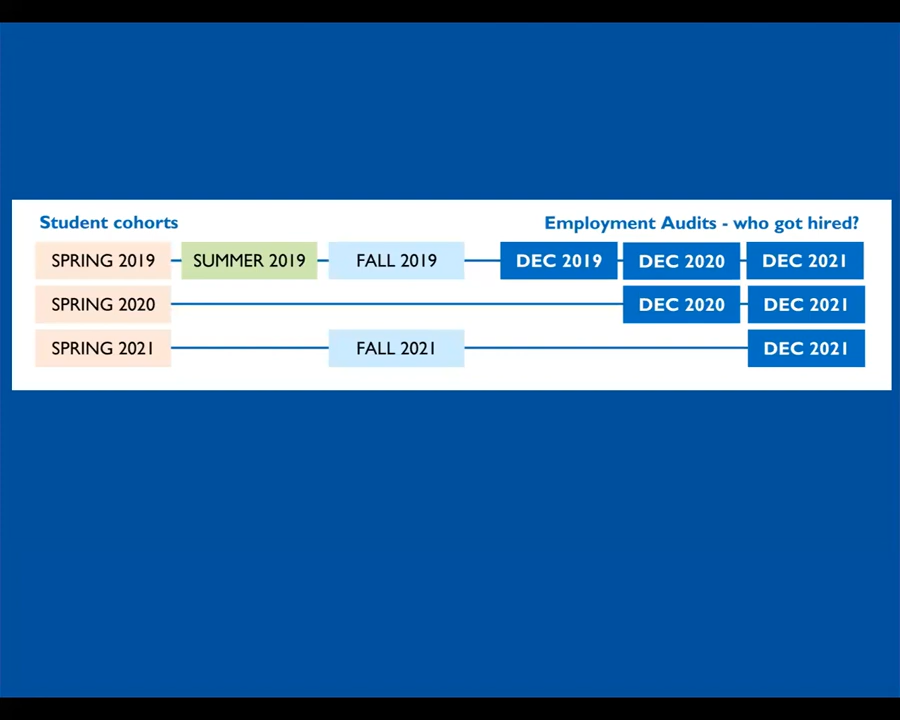 Student cohorts
Employment Audits - who got hired?
SPRING 2019 SUMMER 2019 FALL 2019 DEC 2019 DEC 2020 DEC 2021
SPRING 2020 DEC 2020 DEC 2021
SPRING 2021 FALL 2021 DEC 2021